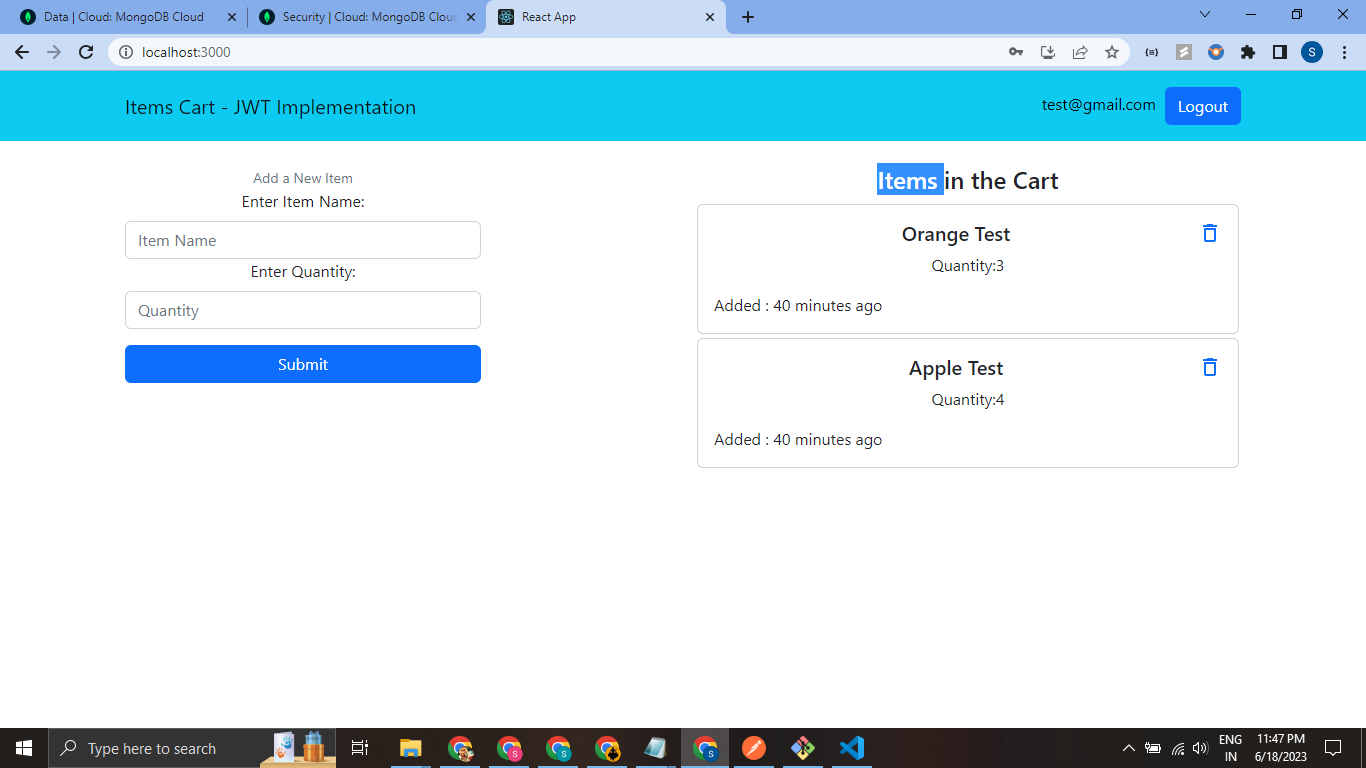 Data | Cloud: MongoDB Cloud
Security | Cloud: MongoDB Cloud
React App
localhost:3000
S
Items Cart - JWT Implementation
test@gmail.com
Logout
Add a New Item
Enter Item Name:
Item Name
Enter Quantity:
Quantity
Submit
Items in the Cart
Orange Test
Quantity:3
Added : 40 minutes ago
Apple Test
Quantity:4
Added : 40 minutes ago
Type here to search
S
S
S
ENG
IN
11:47 PM
6/18/2023